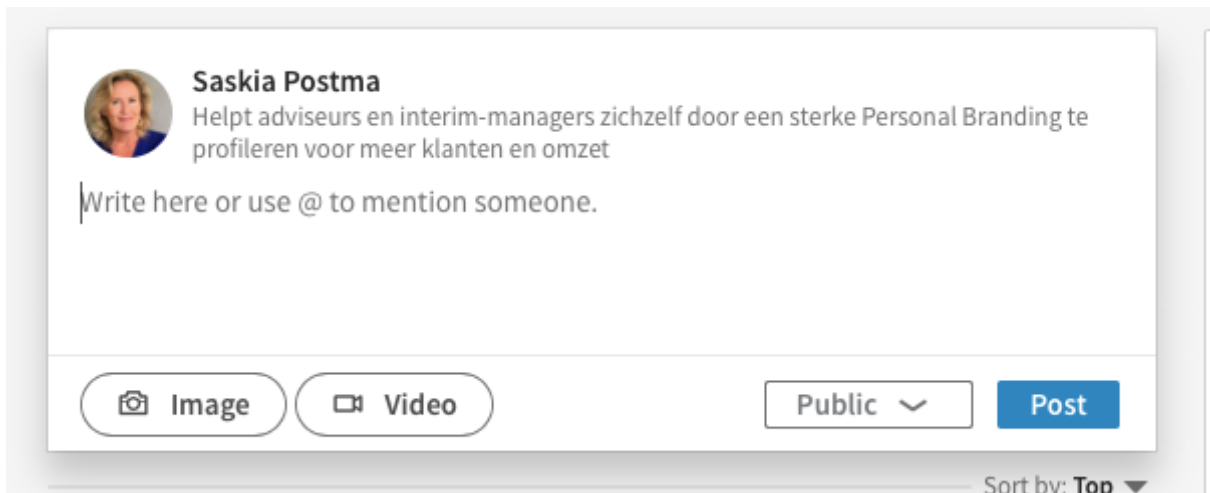 Saskia Postma
Helpt adviseurs en interim-managers zichzelf door een sterke Personal Branding te
profileren voor meer klanten en omzet
Write here or use @ to mention someone.
Image Video Public Post
Sort by: Top